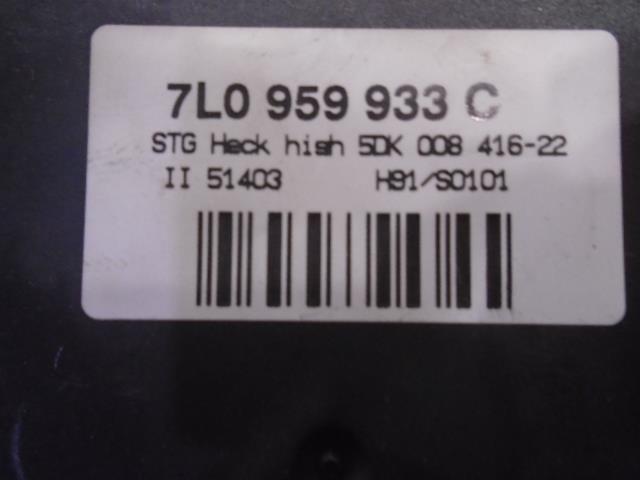 7L0 959 933 C
STG Heck high 5DK 008 416-22
II 51403 H91/S0101